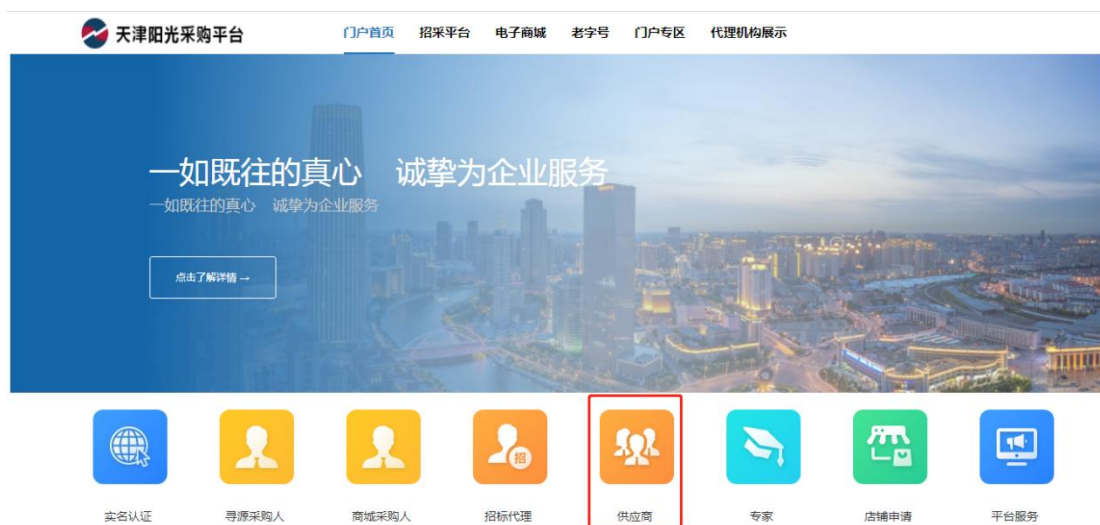 天津阳光采购平台 门户首页 招采平台 电子商城 老字号 门户专区 代理机构展示
一如既往的真心 诚挚为企业服务
一如既往的真心 诚挚为企业服务
点击了解详情→
招
实名认证 寻源采购人 商城采购人 招标代理 供应商 专家 店铺申请 平台服务